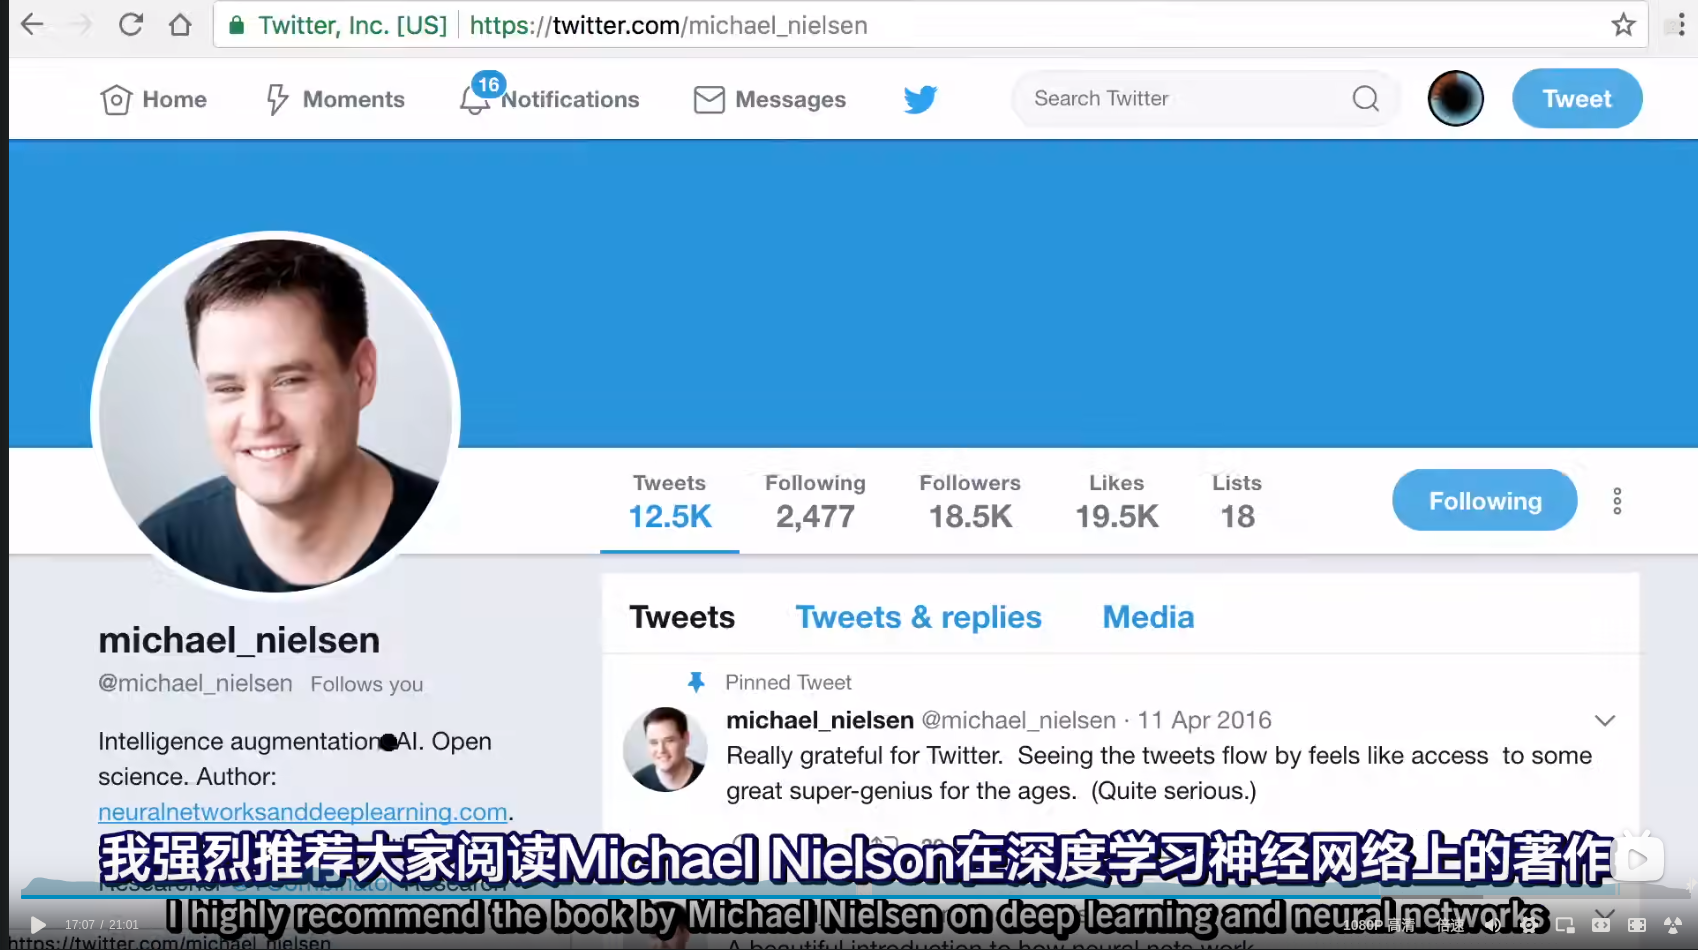 Twitter, Inc. [US] https://twitter.com/michael_nielsen
Home Moments 16 Notifications Messages Search Twitter Tweet
Tweets Following Followers Likes Lists
12.5K 2,477 18.5K 19.5K 18
Following
michael_nielsen
@michael_nielsen Follows you
Intelligence augmentation AI. Open
science. Author:
neuralnetworksanddeeplearning.com.
Tweets Tweets & replies Media
Pinned Tweet
michael_nielsen @michael_nielsen · 11 Apr 2016
Really grateful for Twitter. Seeing the tweets flow by feels like access to some
great super-genius for the ages. (Quite serious.)
我强烈推荐大家阅读Michael Nielson在深度学习神经网络上的著作
I highly recommend the book by Michael Nielsen on deep learning and neural networks
17:07 / 21:01
1080P 高清 倍速
https://twitter.com/michael_nielsen
A beautiful introduction to how neural nets work